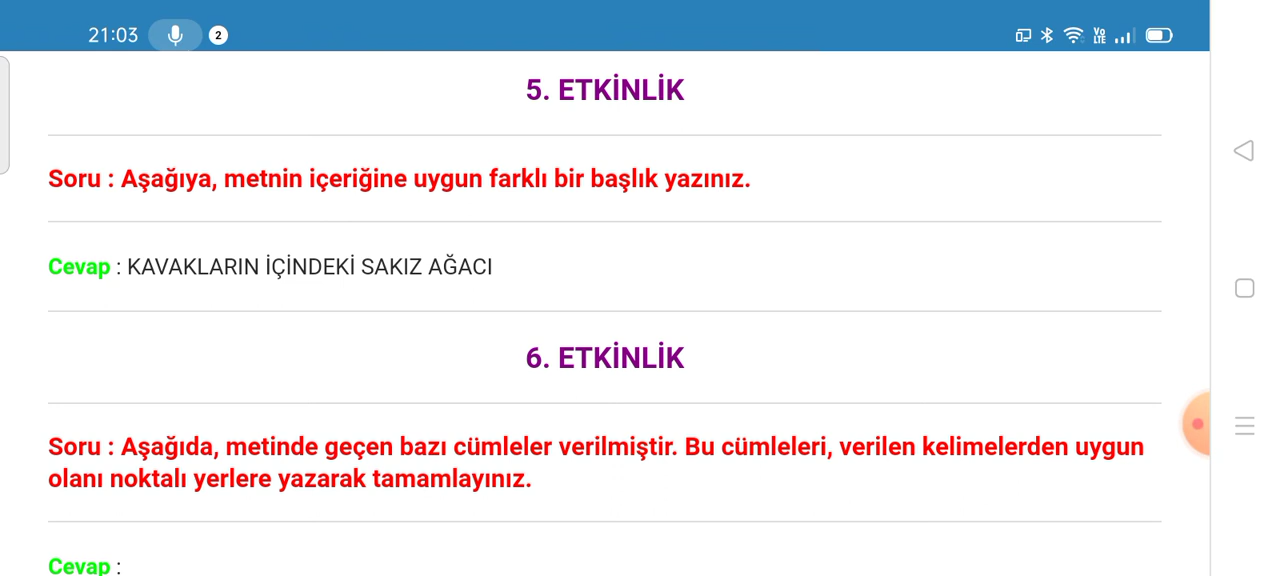 21:03
2
VoLTE
5. ETKİNLİK
Soru : Aşağıya, metnin içeriğine uygun farklı bir başlık yazınız.
Cevap : KAVAKLARIN İÇİNDEKİ SAKIZ AĞACI
6. ETKİNLİK
Soru : Aşağıda, metinde geçen bazı cümleler verilmiştir. Bu cümleleri, verilen kelimelerden uygun
olanı noktalı yerlere yazarak tamamlayınız.
Cevap :